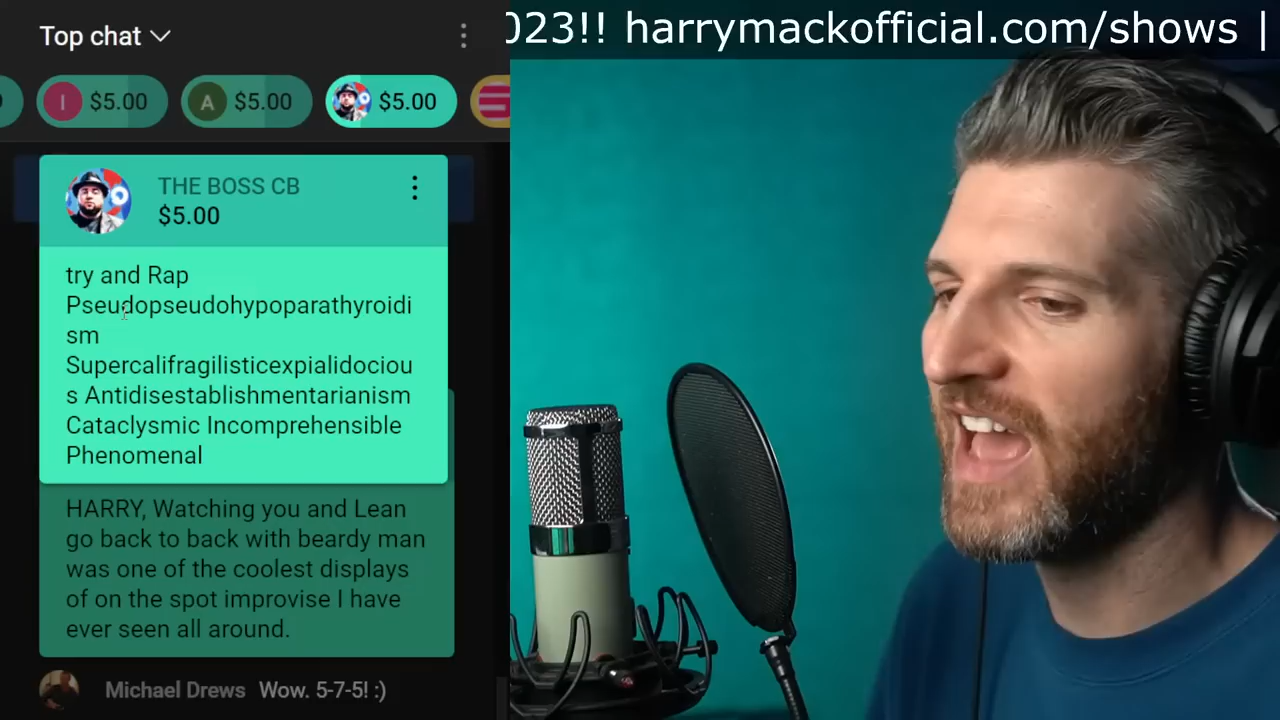 Top chat
023!! harrymackofficial.com/shows |
I $5.00
A $5.00
$5.00
THE BOSS CB
$5.00
try and Rap
Pseudopseudohypoparathyroidi
sm
Supercalifragilisticexpialidociou
s Antidisestablishmentarianism
Cataclysmic Incomprehensible
Phenomenal
HARRY, Watching you and Lean
go back to back with beardy man
was one of the coolest displays
of on the spot improvise I have
ever seen all around.
Michael Drews Wow. 5-7-5! :)